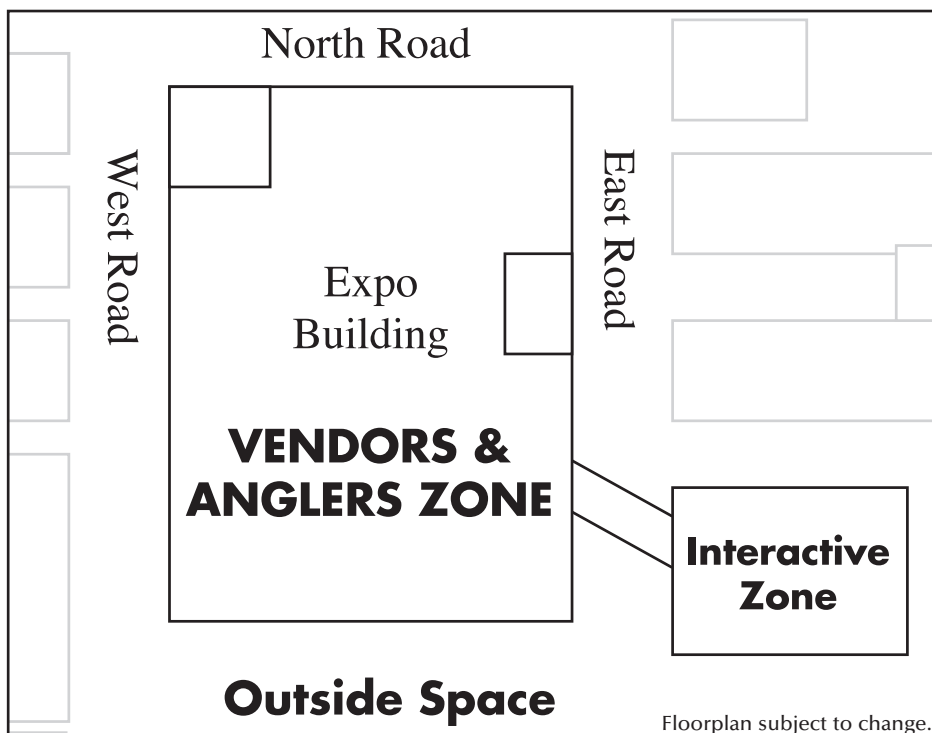 North Road
West Road
East Road
Expo
Building
VENDORS &
ANGLERS ZONE
Interactive
Zone
Outside Space
Floorplan subject to change.